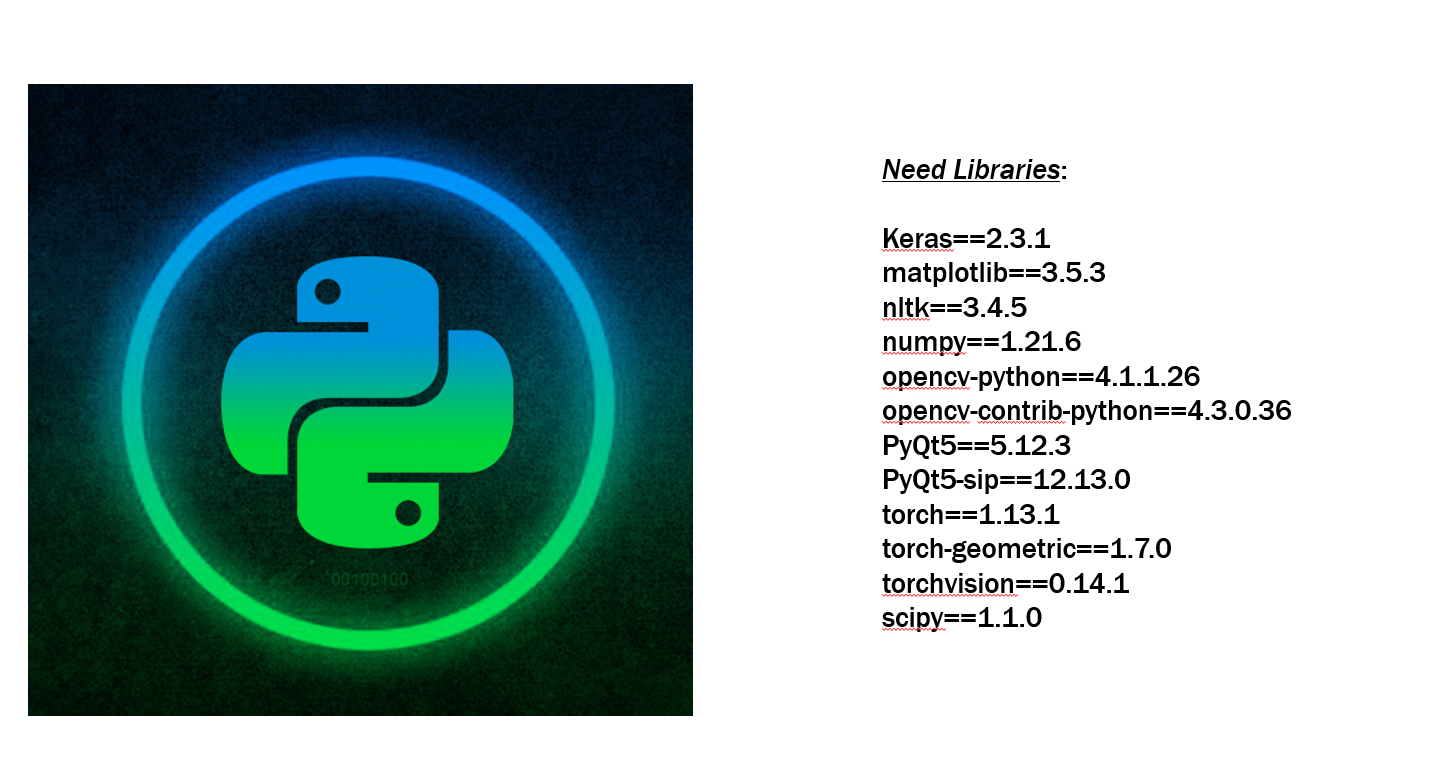 Need Libraries:
Keras==2.3.1
matplotlib==3.5.3
nltk==3.4.5
numpy==1.21.6
opencv-python==4.1.1.26
opencv-contrib-python==4.3.0.36
PyQt5==5.12.3
PyQt5-sip==12.13.0
torch==1.13.1
torch-geometric==1.7.0
torchvision==0.14.1
scipy==1.1.0
00100100